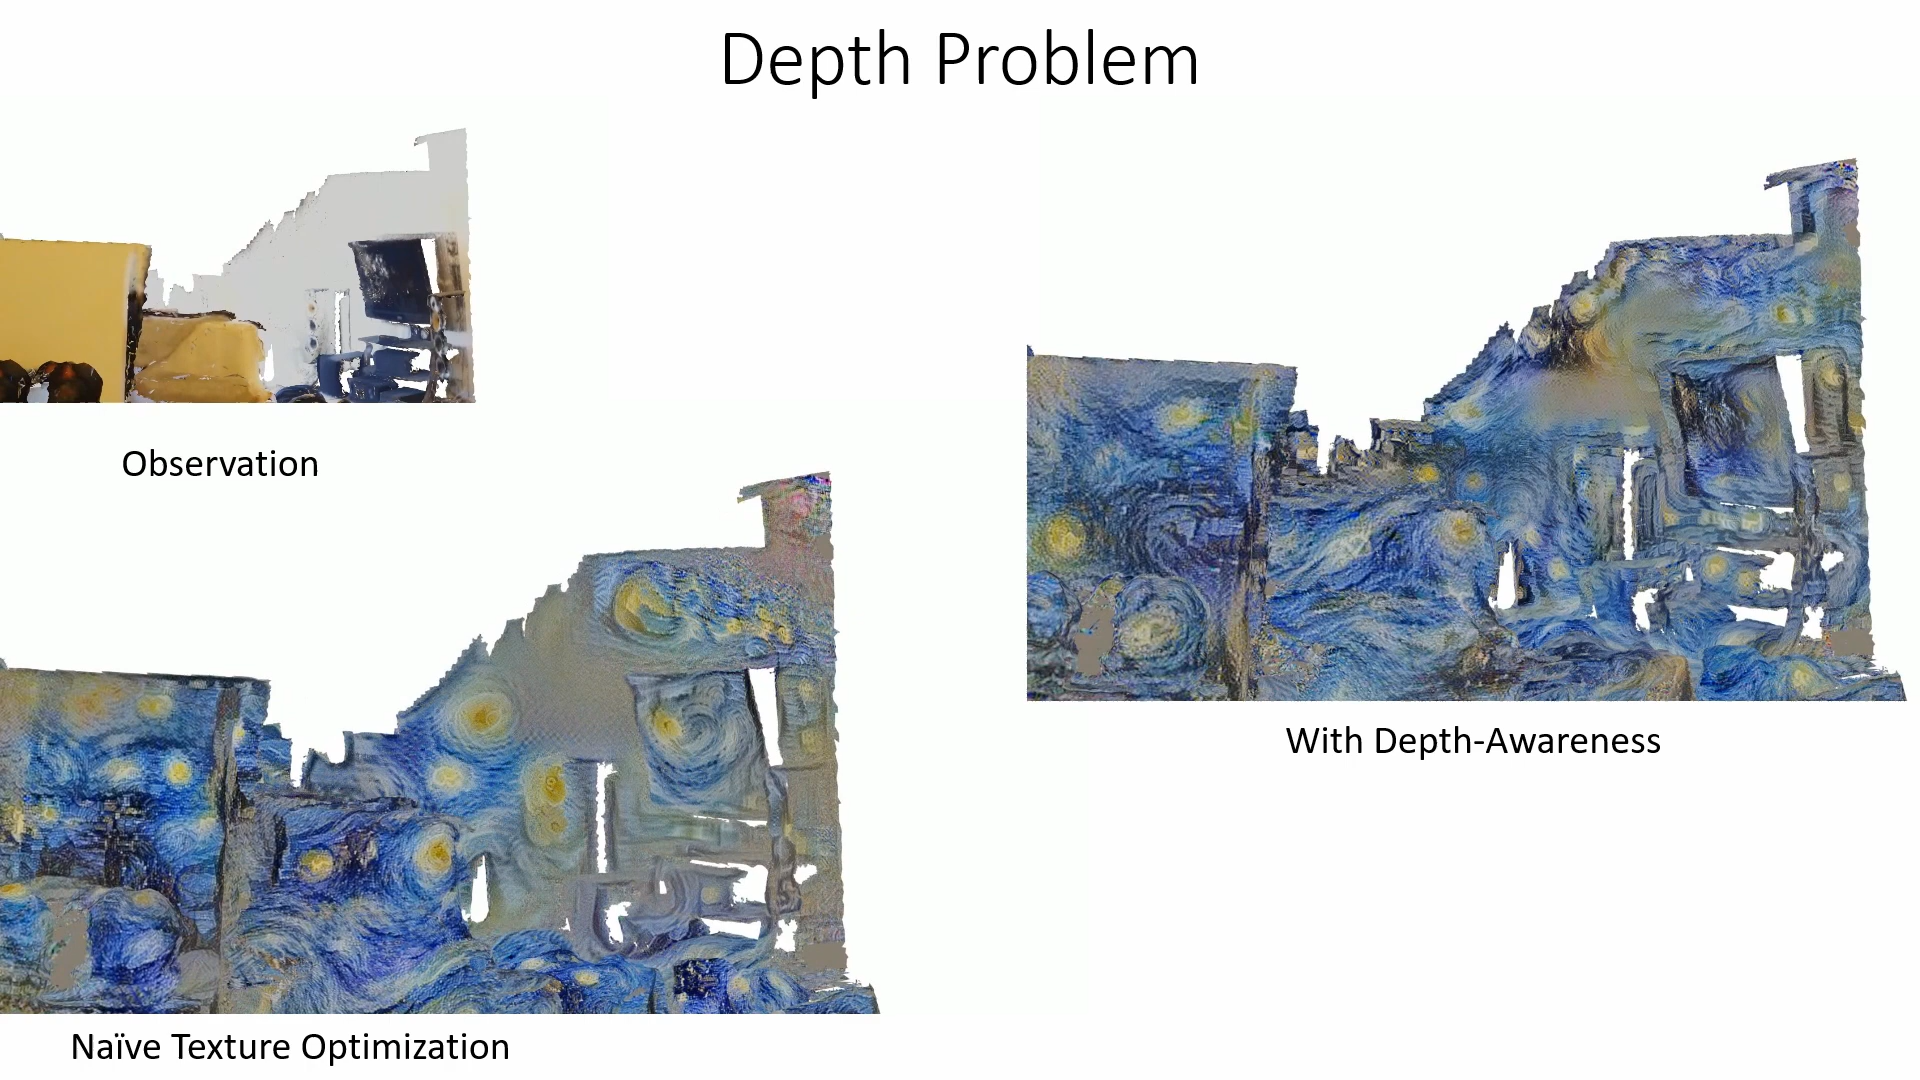 Depth Problem
Observation
With Depth-Awareness
Naïve Texture Optimization